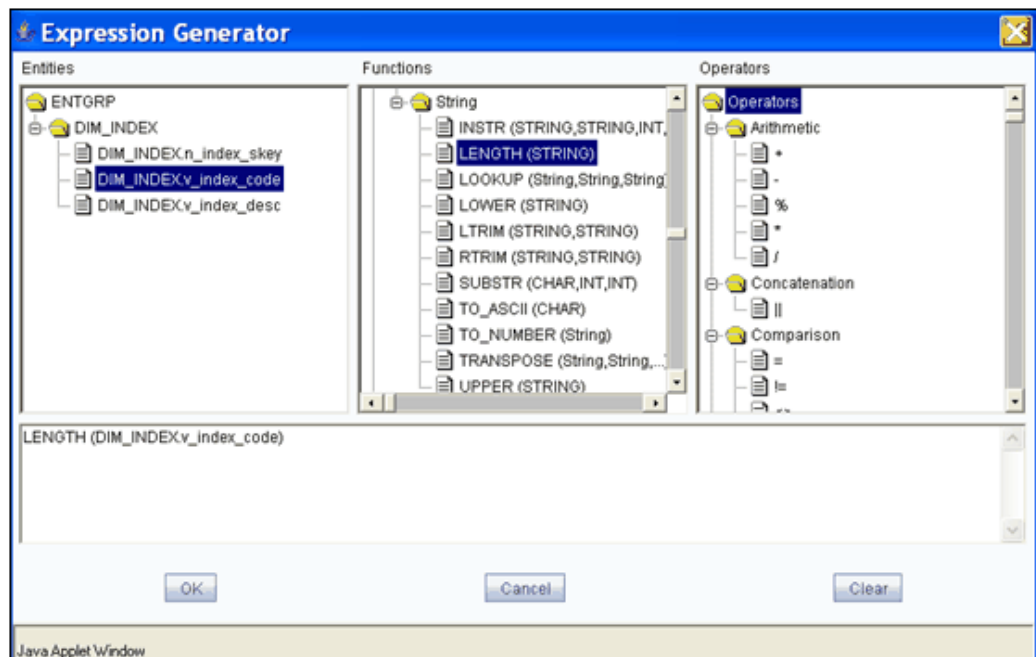 Expression Generator
Entities
ENTGRP
DIM_INDEX
DIM_INDEX.n_index_skey
DIM_INDEX.v_index_code
DIM_INDEX.v_index_desc
Functions
String
INSTR (STRING,STRING,INT,
LENGTH (STRING)
LOOKUP (String,String,String)
LOWER (STRING)
LTRIM (STRING,STRING)
RTRIM (STRING,STRING)
SUBSTR (CHAR,INT,INT)
TO_ASCII (CHAR)
TO_NUMBER (String)
TRANSPOSE (String,String,...)
UPPER (STRING)
Operators
Operators
Arithmetic
+
-
%
*
/
Concatenation
||
Comparison
=
!=
LENGTH (DIM_INDEX.v_index_code)
OK
Cancel
Clear
Java Applet Window